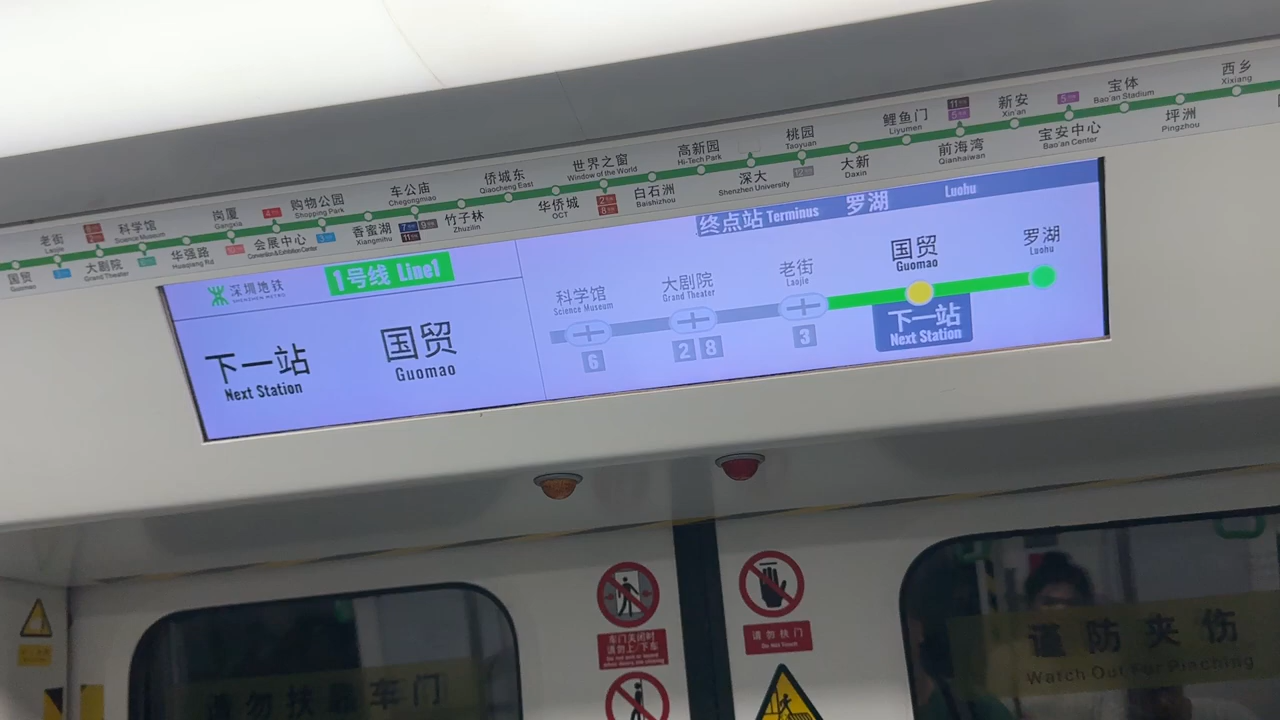 西乡
Xixiang
宝体
Bao'an Stadium
新安
Xin'an
鲤鱼门
Liyumen
桃园
Taoyuan
高新园
Hi-Tech Park
世界之窗
Window of the World
侨城东
Qiaocheng East
车公庙
Chegongmiao
购物公园
Shopping Park
岗厦
Gangxia
科学馆
Science Museum
老街
Laojie
坪洲
Pingzhou
宝安中心
Bao'an Center
前海湾
Qianhaiwan
大新
Daxin
深大
Shenzhen University
白石洲
Baishizhou
华侨城
OCT
竹子林
Zhuzilin
香蜜湖
Xiangmihu
会展中心
Convention & Exhibition Center
华强路
Huaqiang Rd
大剧院
Grand Theater
国贸
Guomao
深圳地铁
SHENZHEN METRO
1号线 Line1
下一站
Next Station
国贸
Guomao
终点站 Terminus 罗湖 Luohu
科学馆
Science Museum
6
大剧院
Grand Theater
2 8
老街
Laojie
3
国贸
Guomao
下一站
Next Station
罗湖
Luohu
车门关闭时
请勿上/下车
请勿扶门
Do Not Touch
请勿扶靠车门
谨防夹伤
Watch Out For Pinching